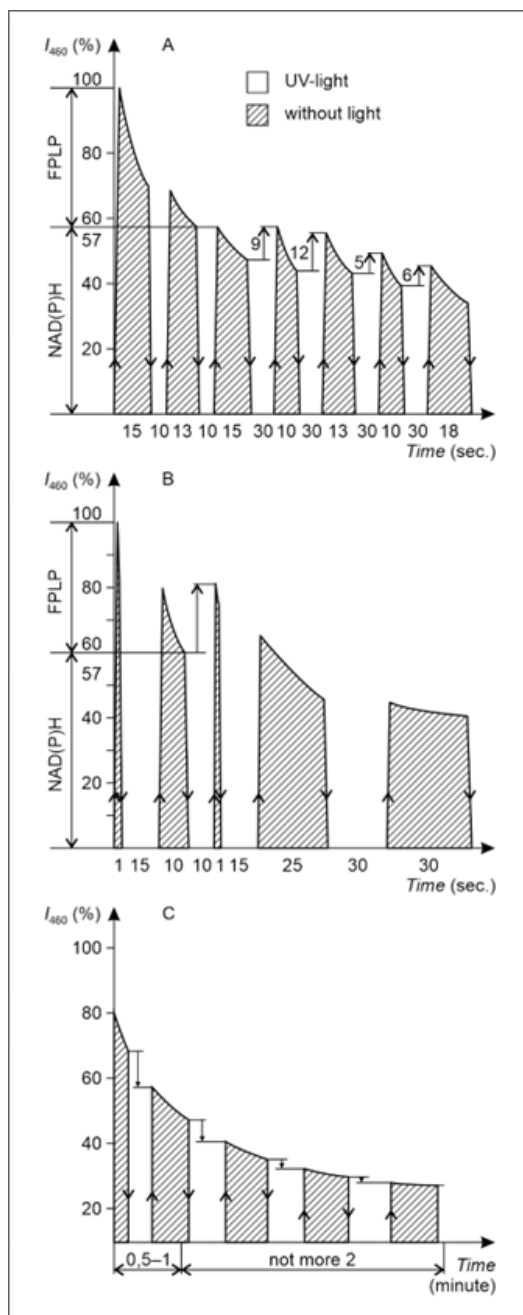 I460 (%) A
100
80
60
57
40
20
FPLP
NAD(P)H
UV-light
without light
9 12 5 6
15 10 13 10 15 30 10 30 13 30 10 30 18
Time (sec.)
I460 (%) B
100
80
60
57
40
20
FPLP
NAD(P)H
1 15 10 10 1 15 25 30 30
Time (sec.)
I460 (%) C
100
80
60
40
20
0,5–1 not more 2 Time
(minute)